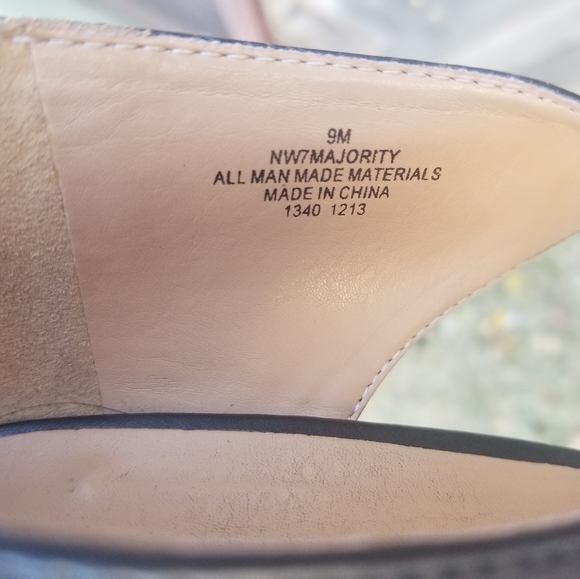 9M
NW7MAJORITY
ALL MAN MADE MATERIALS
MADE IN CHINA
1340 1213